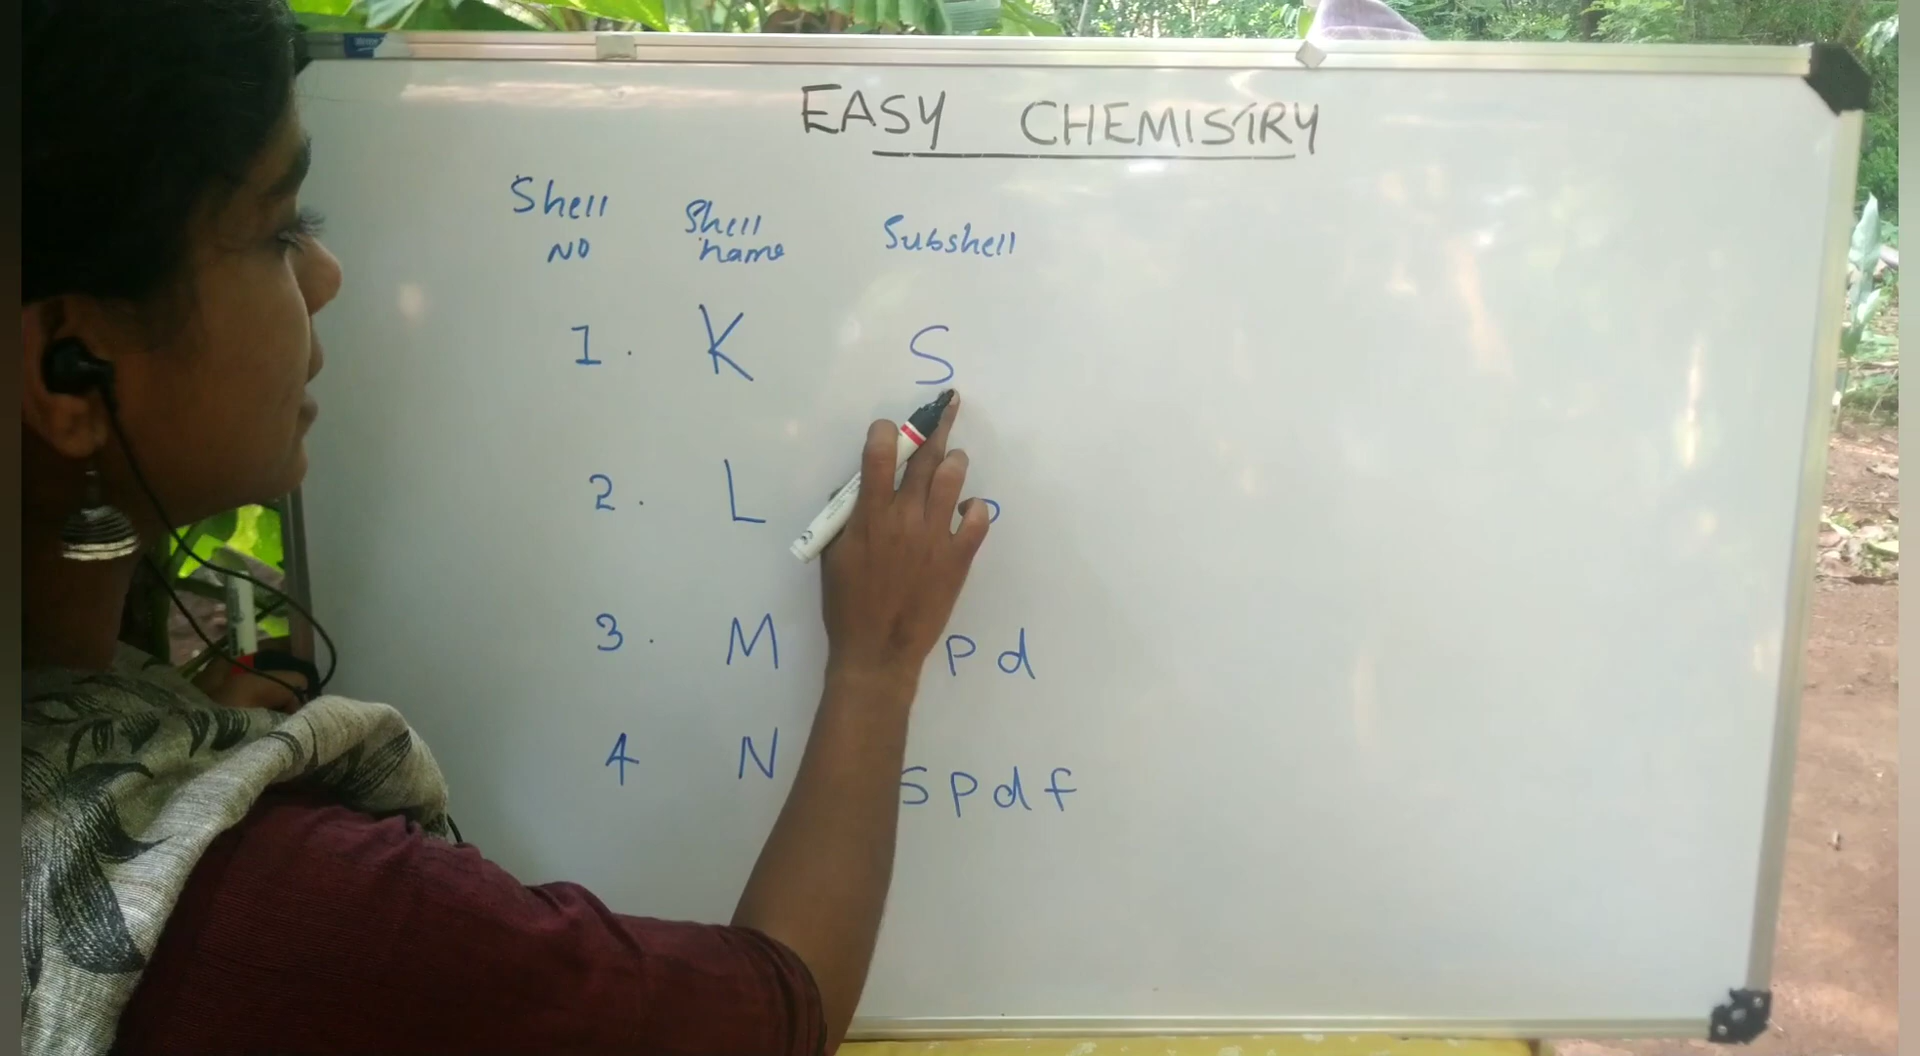 EASY CHEMISTRY
Shell NO Shell name Subshell
1. K S
2. L
3. M p d
4 N s p d f